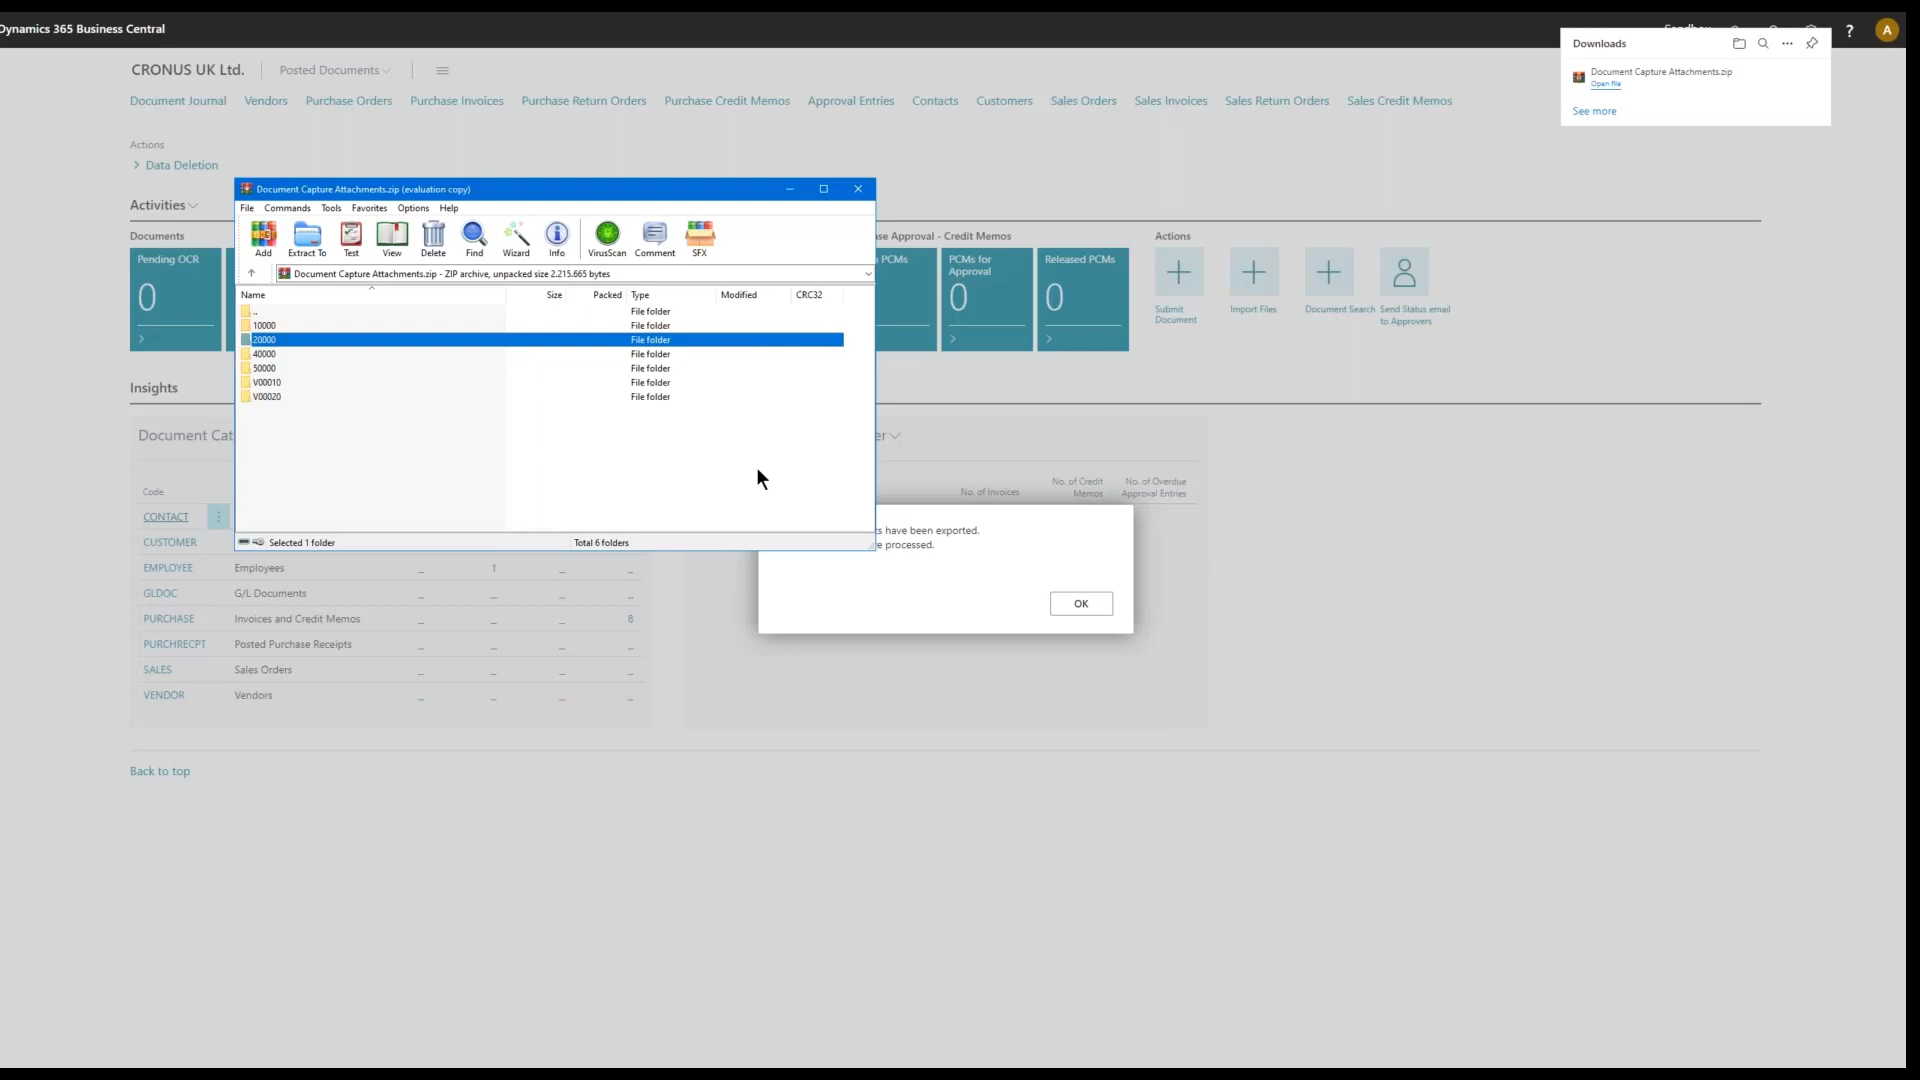 Dynamics 365 Business Central
?
A
Downloads
Document Capture Attachments.zip
Open file
See more
CRONUS UK Ltd.
Posted Documents
Document Journal Vendors Purchase Orders Purchase Invoices Purchase Return Orders Purchase Credit Memos Approval Entries Contacts Customers Sales Orders Sales Invoices Sales Return Orders Sales Credit Memos
Actions
> Data Deletion
Activities
Documents
Pending OCR
0
Document Capture Attachments.zip (evaluation copy)
File Commands Tools Favorites Options Help
Add Extract To Test View Delete Find Wizard Info VirusScan Comment SFX
Document Capture Attachments.zip - ZIP archive, unpacked size 2.215.665 bytes
Name Size Packed Type Modified CRC32
.. File folder
10000 File folder
20000 File folder
40000 File folder
50000 File folder
V00010 File folder
V00020 File folder
Selected 1 folder Total 6 folders
Approval - Credit Memos
PCMs
PCMs for
Approval
0
Released PCMs
0
Actions
Submit
Document
Import Files
Document Search
Send Status email
to Approvers
Insights
Document Cat
er
Code
No. of Invoices
No. of Credit
Memos
No. of Overdue
Approval Entries
CONTACT
CUSTOMER
EMPLOYEE Employees _ 1 _ _
GLDOC G/L Documents _ _ _ _
PURCHASE Invoices and Credit Memos _ _ _ 8
PURCHRECPT Posted Purchase Receipts _ _ _ _
SALES Sales Orders _ _ _ _
VENDOR Vendors _ _ _ _
have been exported.
processed.
OK
Back to top